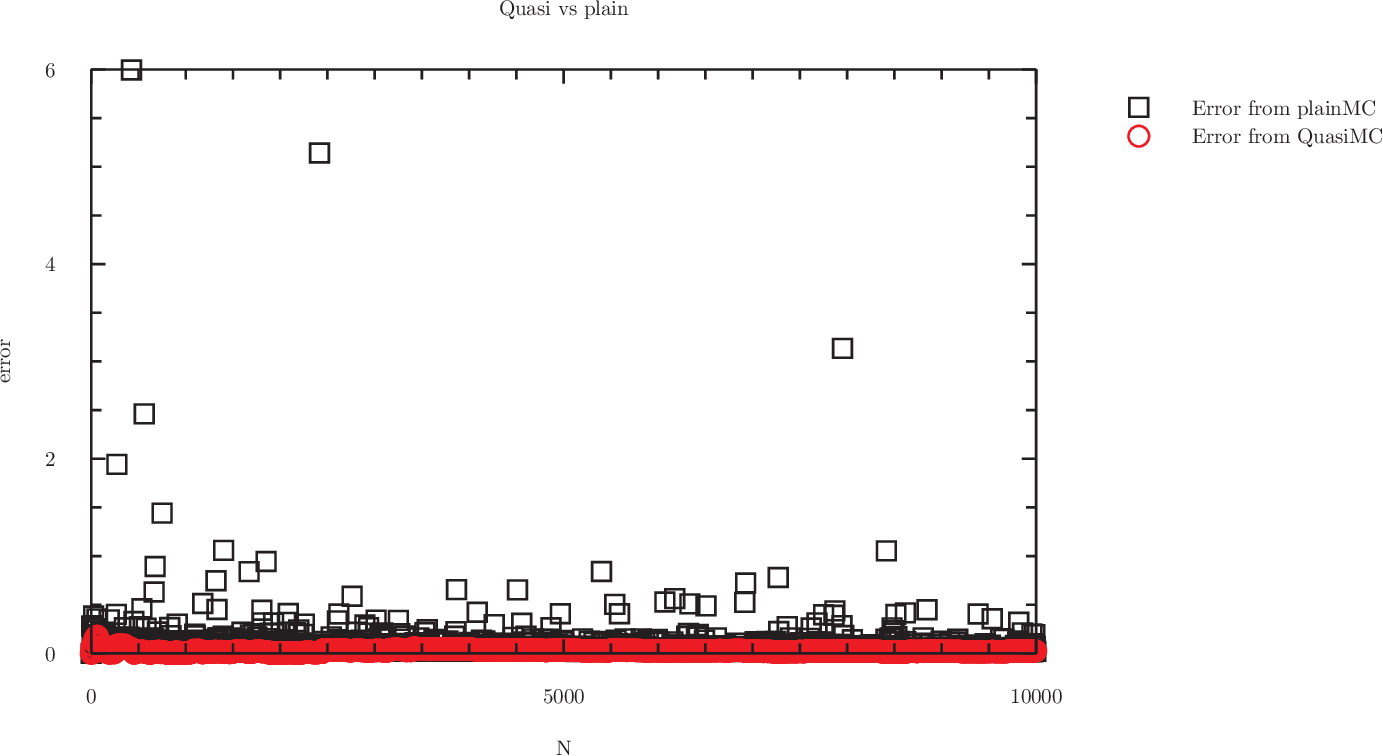 Quasi vs plain
6
4
2
0
error
0
5000
10000
N
Error from plainMC
Error from QuasiMC